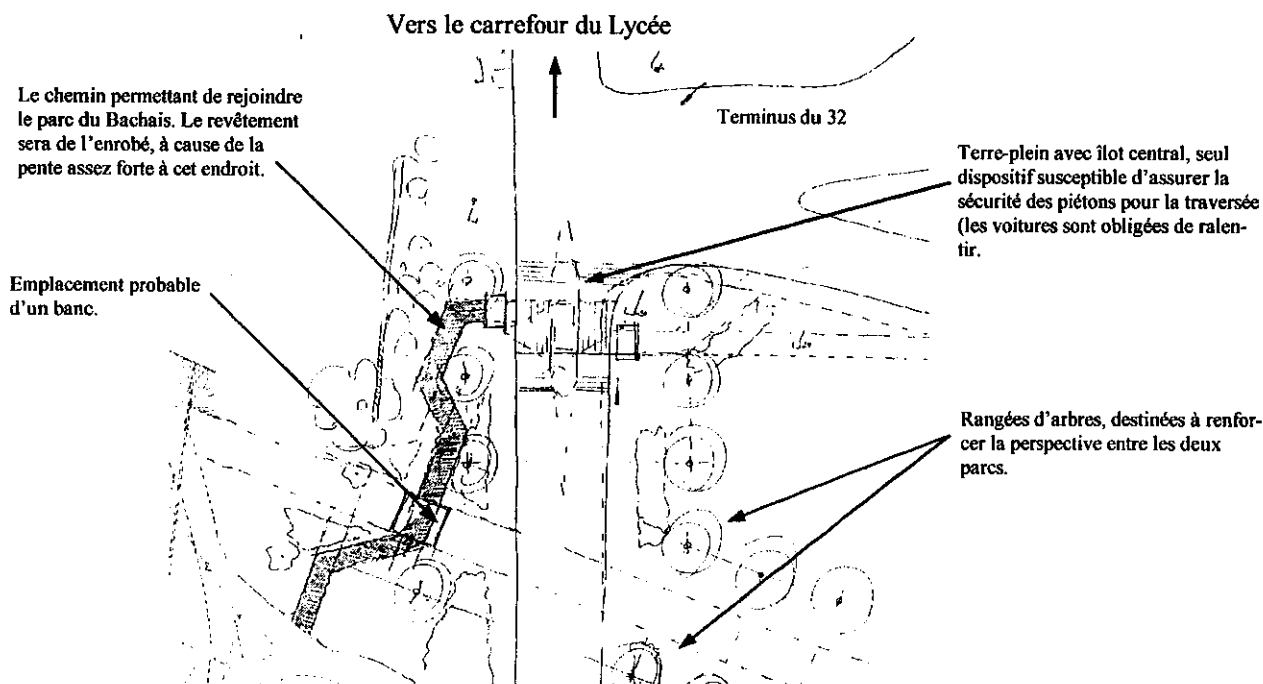 Vers le carrefour du Lycée
Le chemin permettant de rejoindre
le parc du Bachais. Le revêtement
sera de l'enrobé, à cause de la
pente assez forte à cet endroit.
Terminus du 32
Terre-plein avec îlot central, seul
dispositif susceptible d'assurer la
sécurité des piétons pour la traversée
(les voitures sont obligées de ralen-
tir.
Emplacement probable
d'un banc.
Rangées d'arbres, destinées à renfor-
cer la perspective entre les deux
parcs.